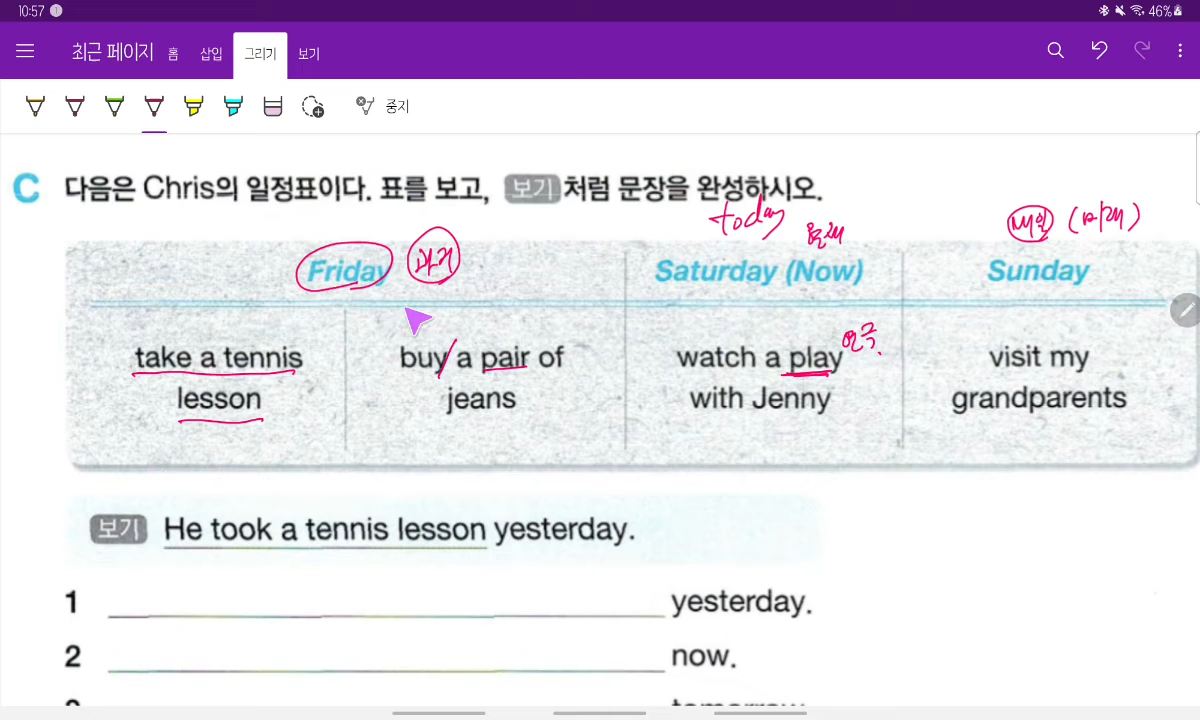 10:57
46%
최근 페이지 홈 삽입 그리기 보기
중지
C 다음은 Chris의 일정표이다. 표를 보고, 보기 처럼 문장을 완성하시오.
today
현재
내일 (미래)
Friday 과거 Saturday (Now) Sunday
연극.
take a tennis buy a pair of watch a play visit my
lesson jeans with Jenny grandparents
보기 He took a tennis lesson yesterday.
1 yesterday.
2 now.
tomorrow